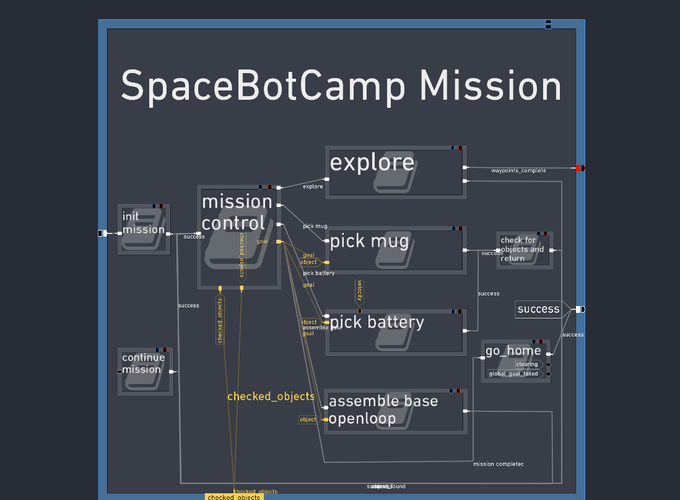 SpaceBotCamp Mission
explore
waypoints_complete
explore
mission
control
init
mission
success
goal
checked_objects
pick mug
pick mug
goal
object
pick battery
goal
check for
objects and
return
success
velocity
success
success
checked_objects
object
goal
pick battery
success
success
go_home
clearing
global_goal_failed
continue
mission
checked_objects
assemble base
openloop
object
mission completed
checked_objects
checked_objects